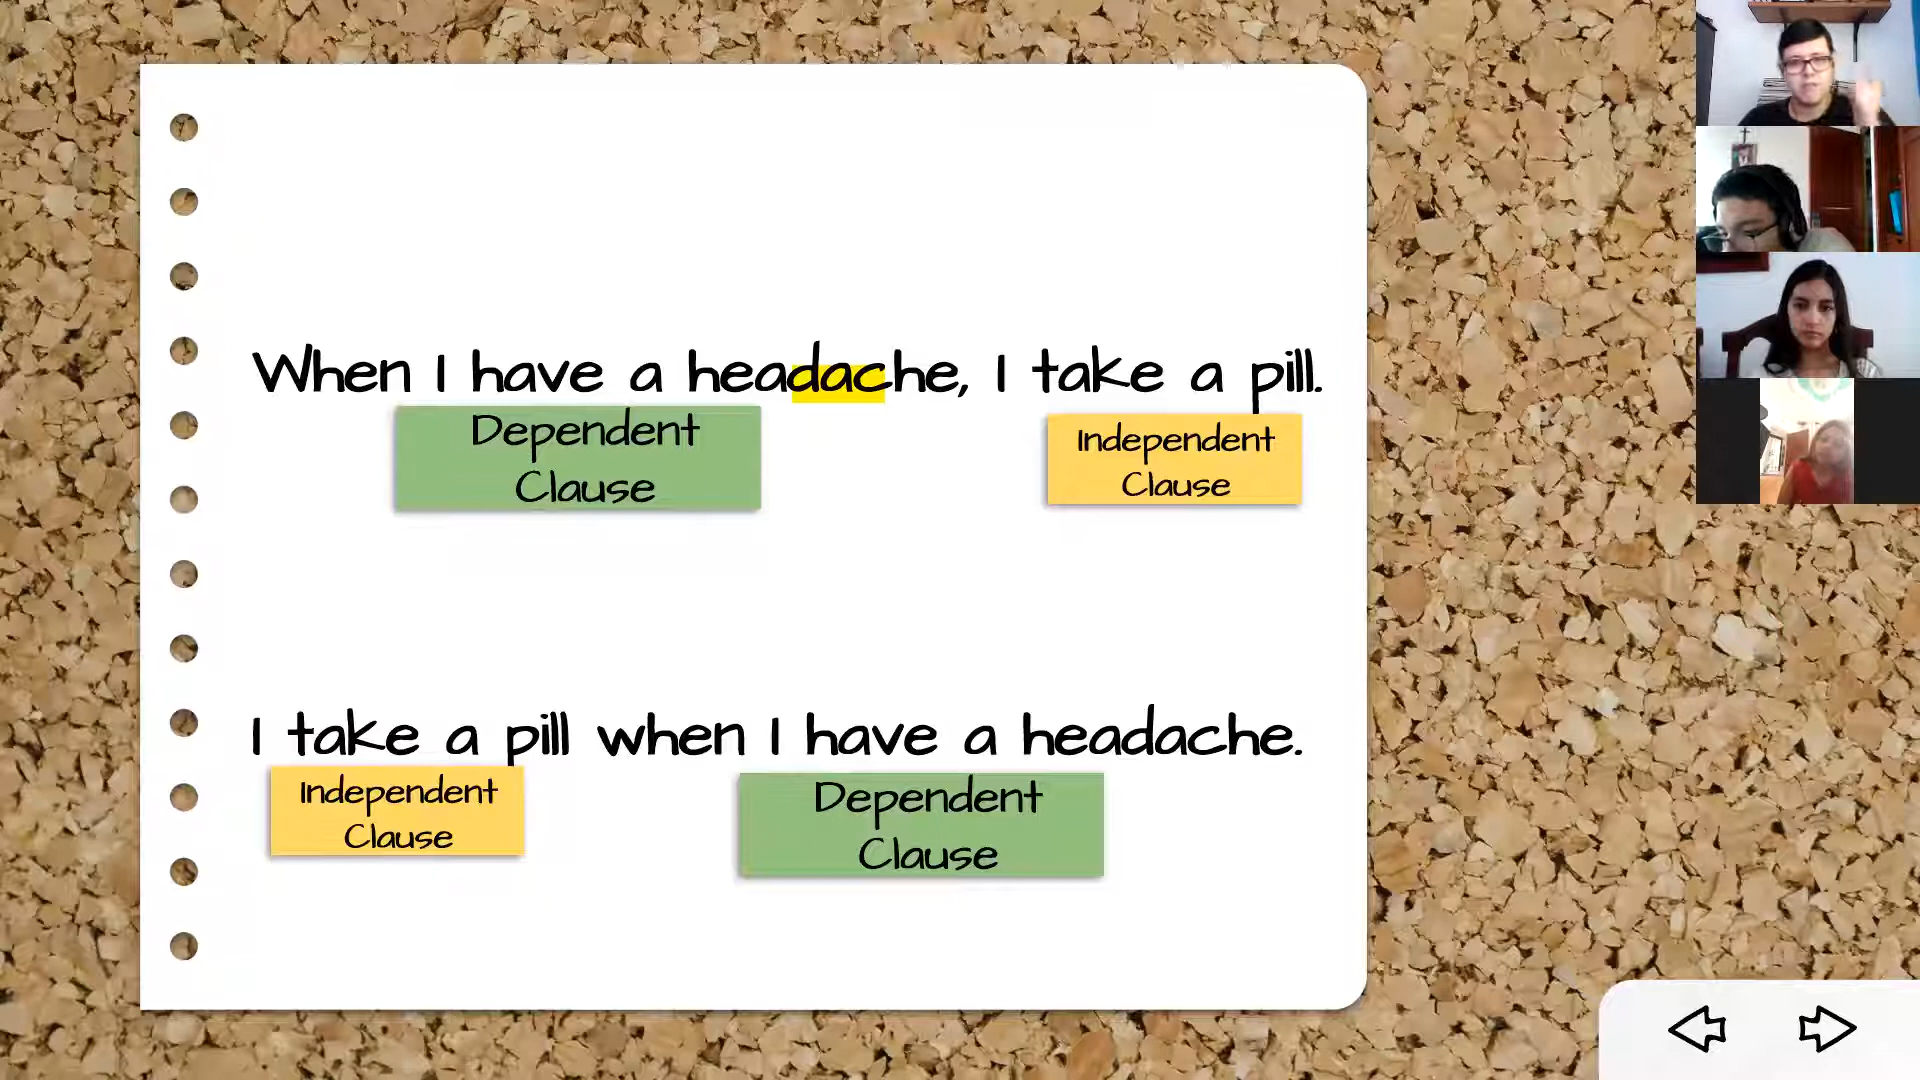 When I have a headache, I take a pill.
Dependent
Clause
Independent
Clause
I take a pill when I have a headache.
Independent
Clause
Dependent
Clause